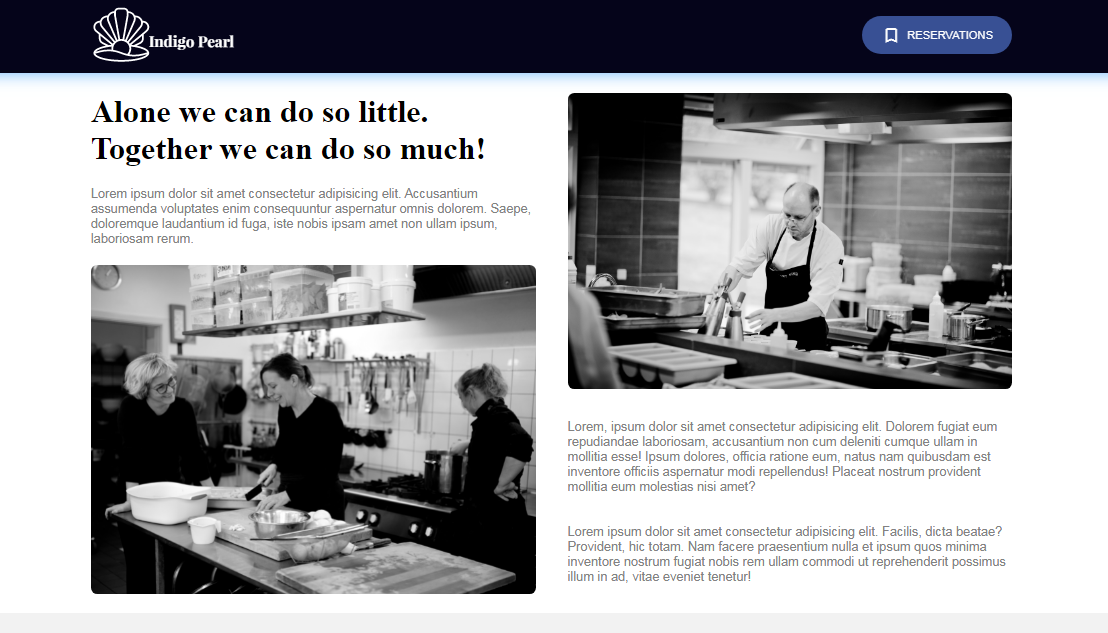 Indigo Pearl
RESERVATIONS
Alone we can do so little.
Together we can do so much!
Lorem ipsum dolor sit amet consectetur adipisicing elit. Accusantium
assumenda voluptates enim consequuntur aspernatur omnis dolorem. Saepe,
doloremque laudantium id fuga, iste nobis ipsam amet non ullam ipsum,
laboriosam rerum.
Lorem, ipsum dolor sit amet consectetur adipisicing elit. Dolorem fugiat eum
repudiandae laboriosam, accusantium non cum deleniti cumque ullam in
mollitia esse! Ipsum dolores, officia ratione eum, natus nam quibusdam est
inventore officiis aspernatur modi repellendus! Placeat nostrum provident
mollitia eum molestias nisi amet?
Lorem ipsum dolor sit amet consectetur adipisicing elit. Facilis, dicta beatae?
Provident, hic totam. Nam facere praesentium nulla et ipsum quos minima
inventore nostrum fugiat nobis rem ullam commodi ut reprehenderit possimus
illum in ad, vitae eveniet tenetur!